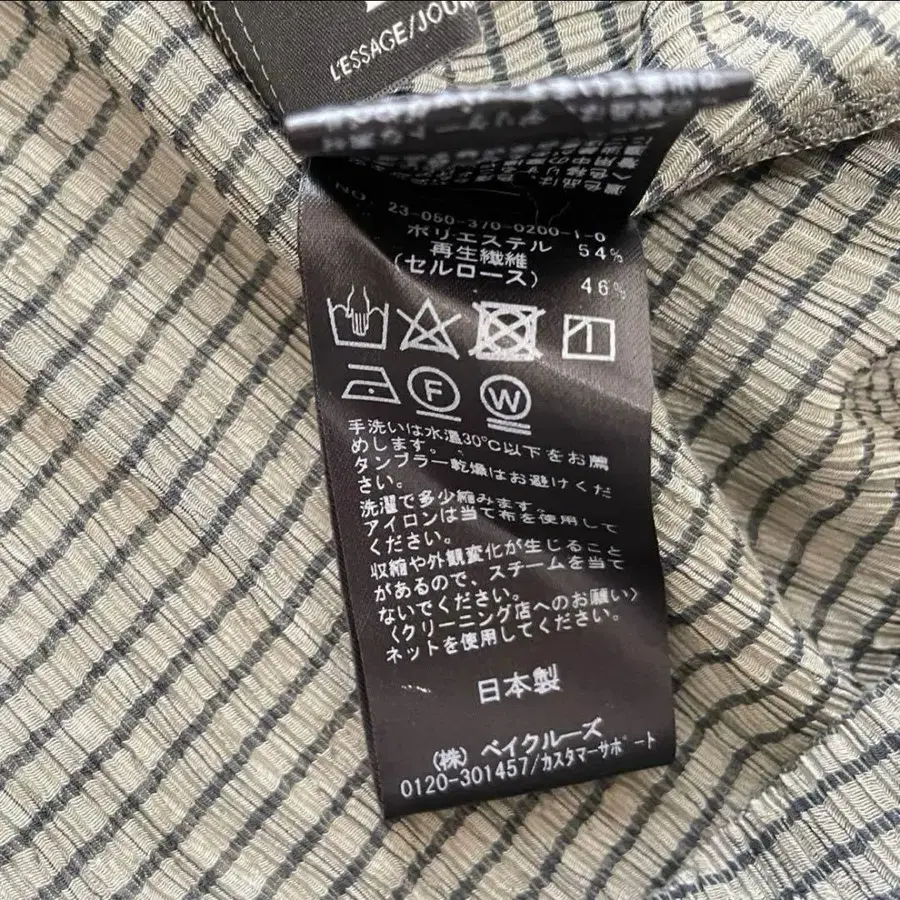 L'ESSAGE/JOUR
NO. 23-050-370-0200-1-0
ポリエステル 54%
再生繊維
(セルロース) 46%
F W
手洗いは水温30℃以下をお薦
めします。
タンブラー乾燥はお避けくだ
さい。
洗濯で多少縮みます。
アイロンは当て布を使用して
ください。
収縮や外観変化が生じること
があるので、スチームを当て
ないでください。
〈クリーニング店へのお願い〉
ネットを使用してください。
日本製
(株) ベイクルーズ
0120-301457/カスタマーサポート